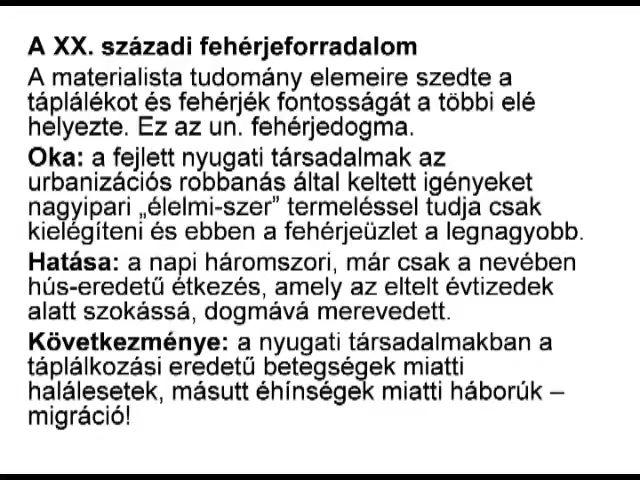 A XX. századi fehérjeforradalom
A materialista tudomány elemeire szedte a
táplálékot és fehérjék fontosságát a többi elé
helyezte. Ez az un. fehérjedogma.
Oka: a fejlett nyugati társadalmak az
urbanizációs robbanás által keltett igényeket
nagyipari „élelmi-szer” termeléssel tudja csak
kielégíteni és ebben a fehérjeüzlet a legnagyobb.
Hatása: a napi háromszori, már csak a nevében
hús-eredetű étkezés, amely az eltelt évtizedek
alatt szokássá, dogmává merevedett.
Következménye: a nyugati társadalmakban a
táplálkozási eredetű betegségek miatti
halálesetek, másutt éhínségek miatti háborúk –
migráció!